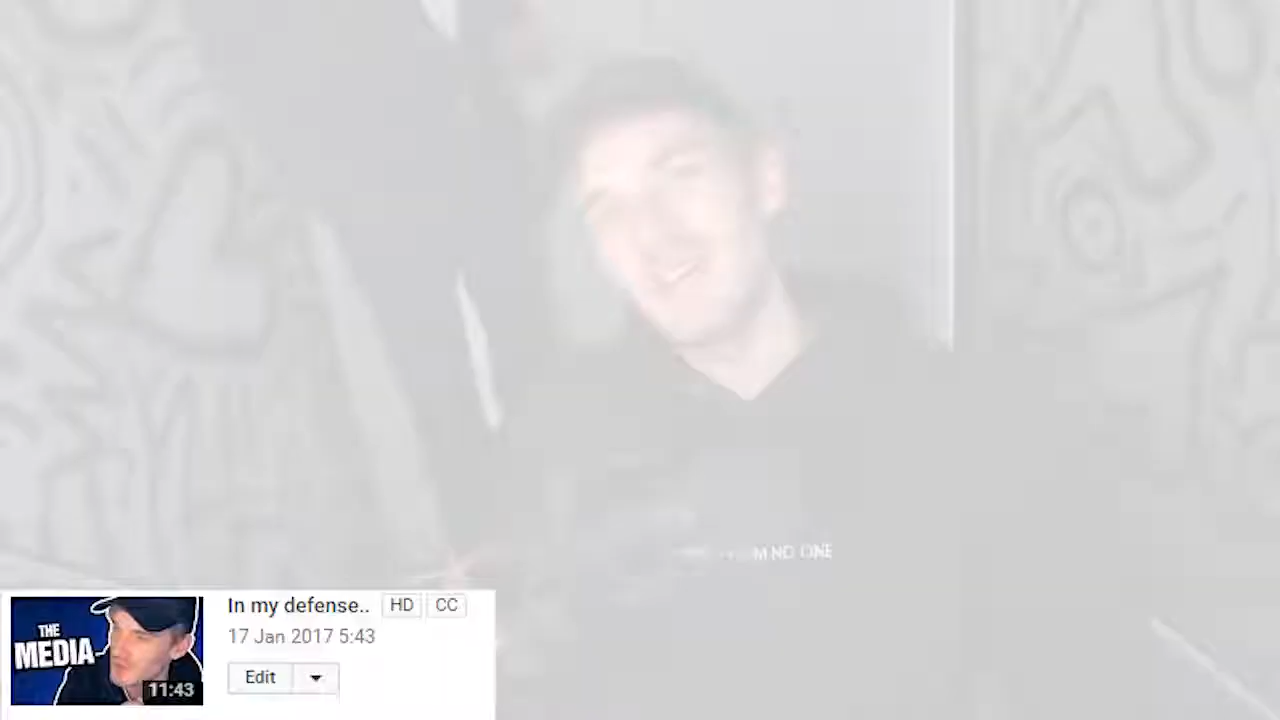 M NO ONE
In my defense.. HD CC
THE
MEDIA
17 Jan 2017 5:43
Edit
11:43